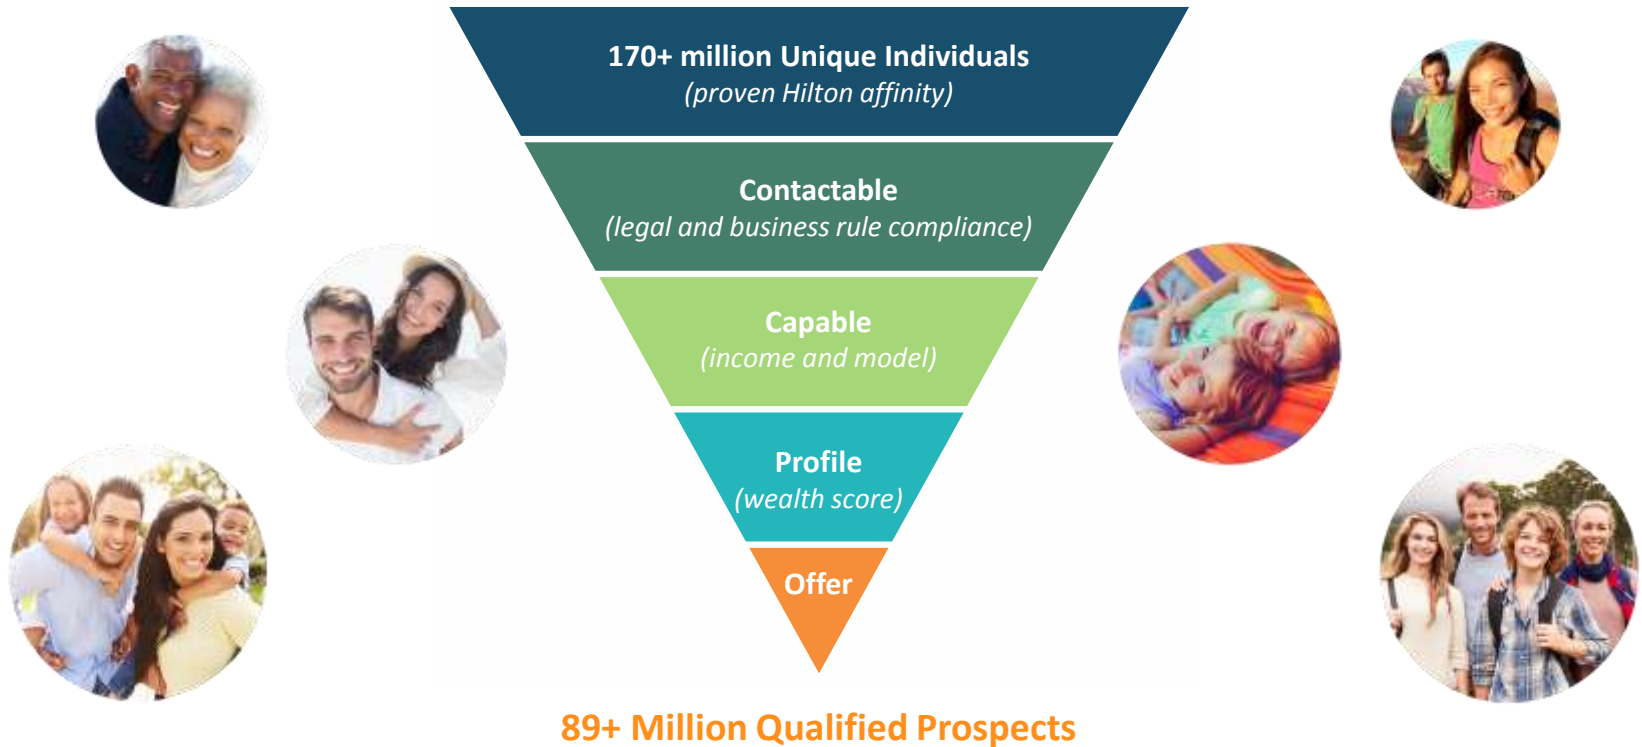 170+ million Unique Individuals
(proven Hilton affinity)
Contactable
(legal and business rule compliance)
Capable
(income and model)
Profile
(wealth score)
Offer
89+ Million Qualified Prospects